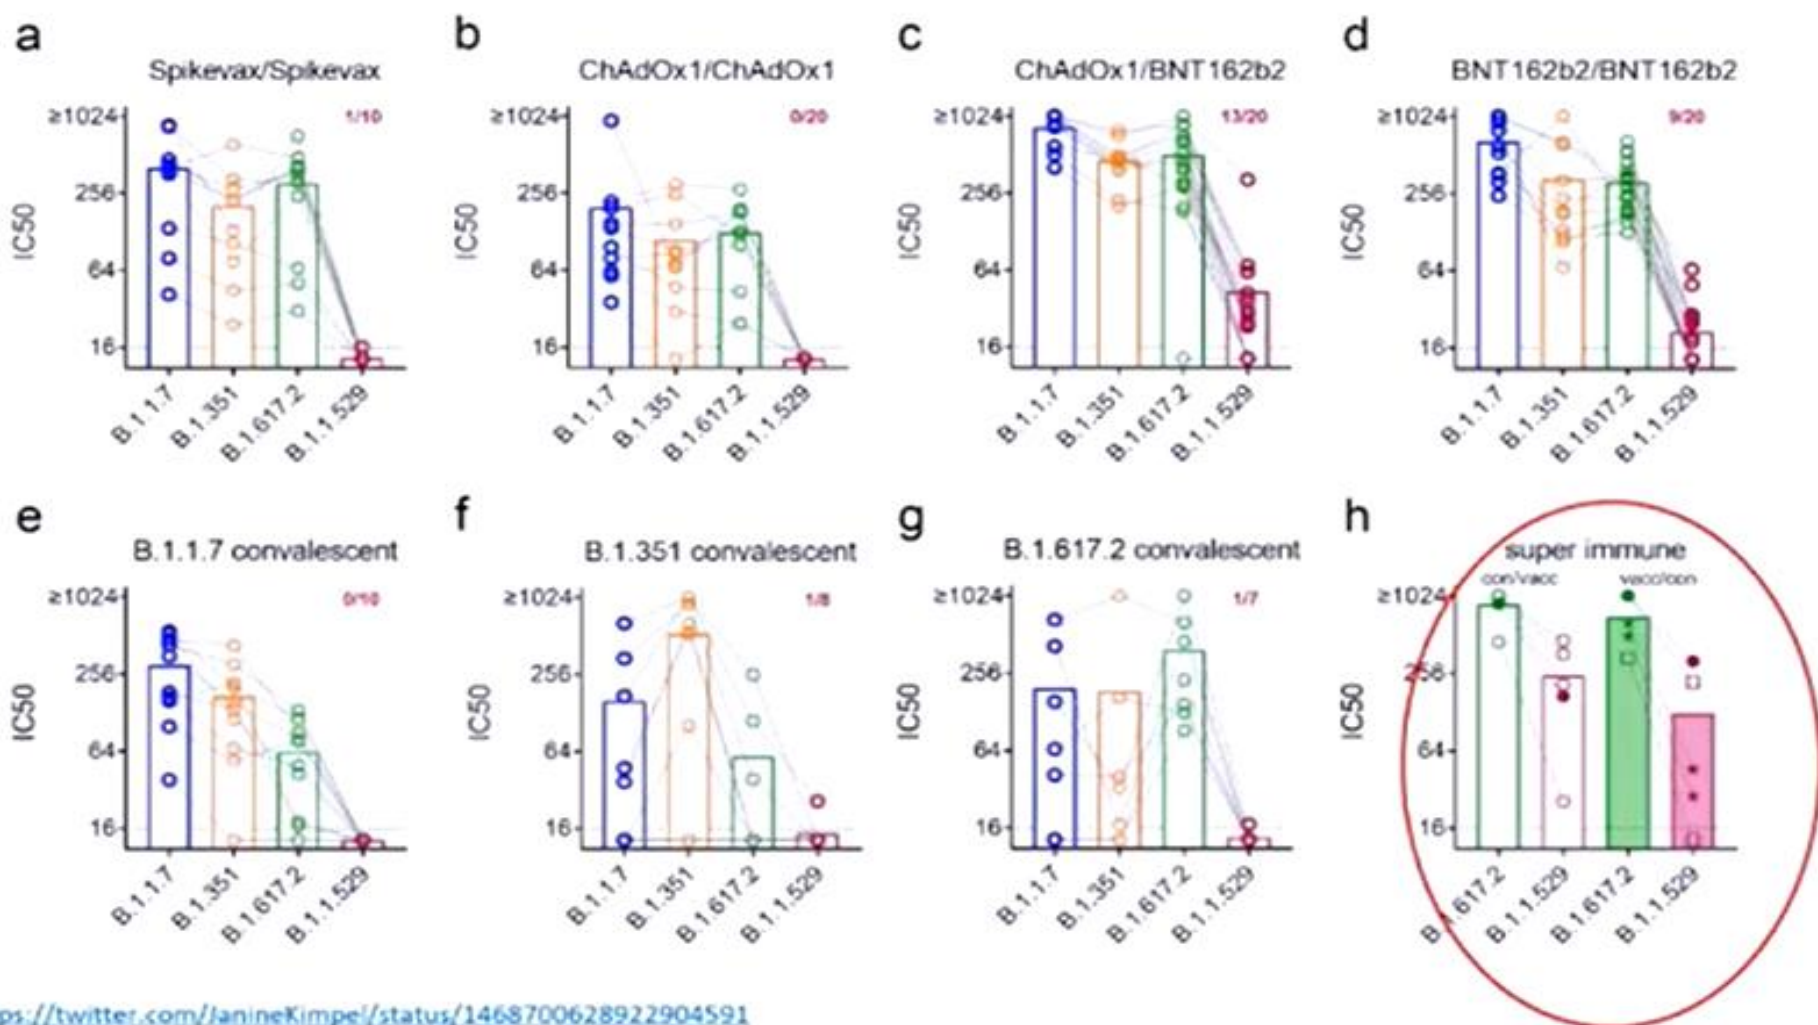 a
Spikevax/Spikevax
≥1024
256
64
16
IC50
1/10
B.1.1.7
B.1.351
B.1.617.2
B.1.1.529
b
ChAdOx1/ChAdOx1
≥1024
256
64
16
IC50
0/20
B.1.1.7
B.1.351
B.1.617.2
B.1.1.529
c
ChAdOx1/BNT162b2
≥1024
256
64
16
IC50
13/20
B.1.1.7
B.1.351
B.1.617.2
B.1.1.529
d
BNT162b2/BNT162b2
≥1024
256
64
16
IC50
9/20
B.1.1.7
B.1.351
B.1.617.2
B.1.1.529
e
B.1.1.7 convalescent
≥1024
256
64
16
IC50
0/10
B.1.1.7
B.1.351
B.1.617.2
B.1.1.529
f
B.1.351 convalescent
≥1024
256
64
16
IC50
1/8
B.1.1.7
B.1.351
B.1.617.2
B.1.1.529
g
B.1.617.2 convalescent
≥1024
256
64
16
IC50
1/7
B.1.1.7
B.1.351
B.1.617.2
B.1.1.529
h
super immune
con/vacc vacc/con
≥1024
256
64
16
IC50
B.1.617.2
B.1.1.529
B.1.617.2
B.1.1.529
ps://twitter.com/JanineKimpel/status/1468700628922904591